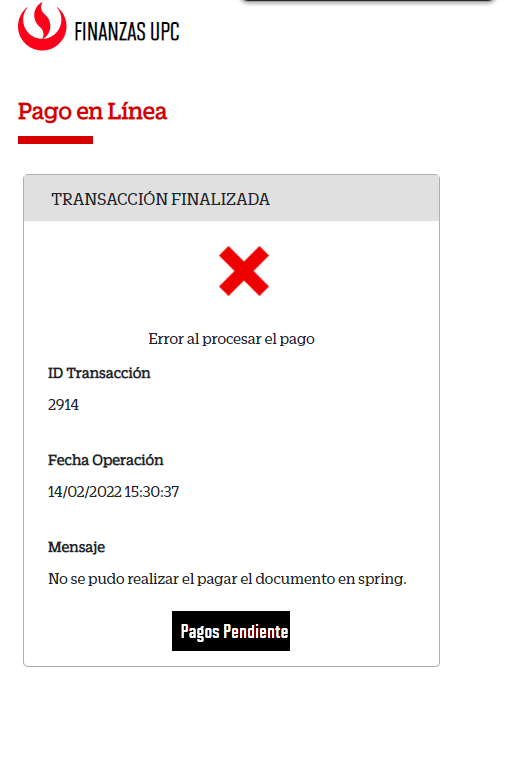 FINANZAS UPC
Pago en Línea
TRANSACCIÓN FINALIZADA
Error al procesar el pago
ID Transacción
2914
Fecha Operación
14/02/2022 15:30:37
Mensaje
No se pudo realizar el pagar el documento en spring.
Pagos Pendiente